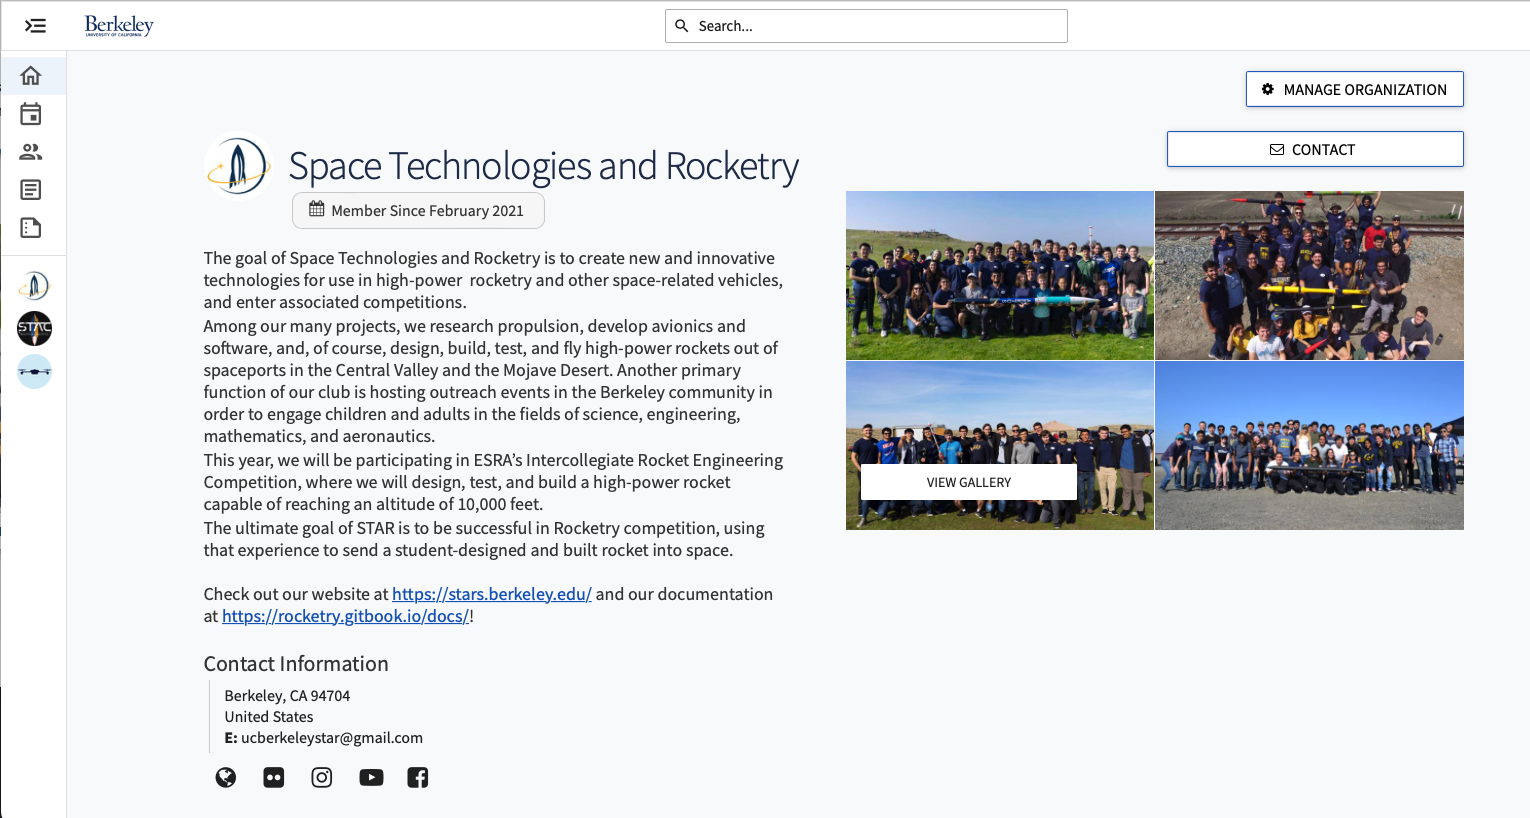 Berkeley
UNIVERSITY OF CALIFORNIA
Search...
MANAGE ORGANIZATION
CONTACT
Space Technologies and Rocketry
Member Since February 2021
The goal of Space Technologies and Rocketry is to create new and innovative
technologies for use in high-power  rocketry and other space-related vehicles,
and enter associated competitions.
Among our many projects, we research propulsion, develop avionics and
software, and, of course, design, build, test, and fly high-power rockets out of
spaceports in the Central Valley and the Mojave Desert. Another primary
function of our club is hosting outreach events in the Berkeley community in
order to engage children and adults in the fields of science, engineering,
mathematics, and aeronautics.
This year, we will be participating in ESRA’s Intercollegiate Rocket Engineering
Competition, where we will design, test, and build a high-power rocket
capable of reaching an altitude of 10,000 feet.
The ultimate goal of STAR is to be successful in Rocketry competition, using
that experience to send a student-designed and built rocket into space.
Check out our website at https://stars.berkeley.edu/ and our documentation
at https://rocketry.gitbook.io/docs/!
VIEW GALLERY
Contact Information
Berkeley, CA 94704
United States
E: ucberkeleystar@gmail.com
STAC